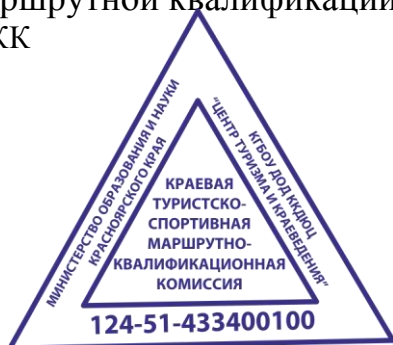 ршрутной квалификации
КК
МИНИСТЕРСТВО ОБРАЗОВАНИЯ И НАУКИ
КРАСНОЯРСКОГО КРАЯ
КГБОУ ДОД ККДЮЦ
"ЦЕНТР ТУРИЗМА И КРАЕВЕДЕНИЯ"
КРАЕВАЯ
ТУРИСТСКО-
СПОРТИВНАЯ
МАРШРУТНО-
КВАЛИФИКАЦИОННАЯ
КОМИССИЯ
124-51-433400100